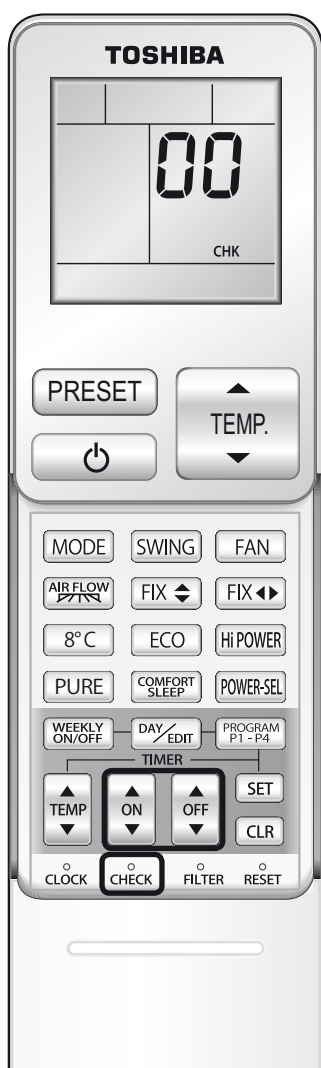 TOSHIBA
00
CHK
PRESET
TEMP.
MODE SWING FAN
AIR FLOW FIX FIX
8°C ECO Hi POWER
PURE COMFORT SLEEP POWER-SEL
WEEKLY ON/OFF DAY/EDIT PROGRAM P1 - P4
TIMER
TEMP ON OFF SET
CLR
CLOCK CHECK FILTER RESET